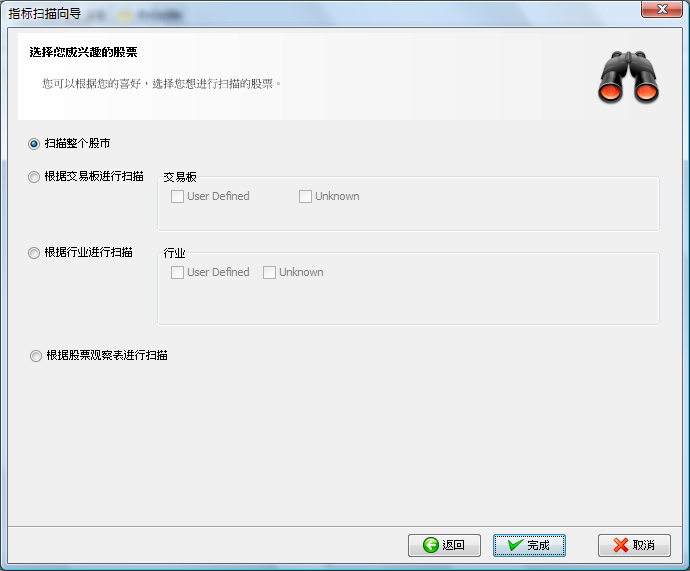 指标扫描向导
选择您感兴趣的股票
您可以根据您的喜好，选择您想进行扫描的股票。
扫描整个股市
根据交易板进行扫描
交易板
User Defined
Unknown
根据行业进行扫描
行业
User Defined
Unknown
根据股票观察表进行扫描
返回
完成
取消